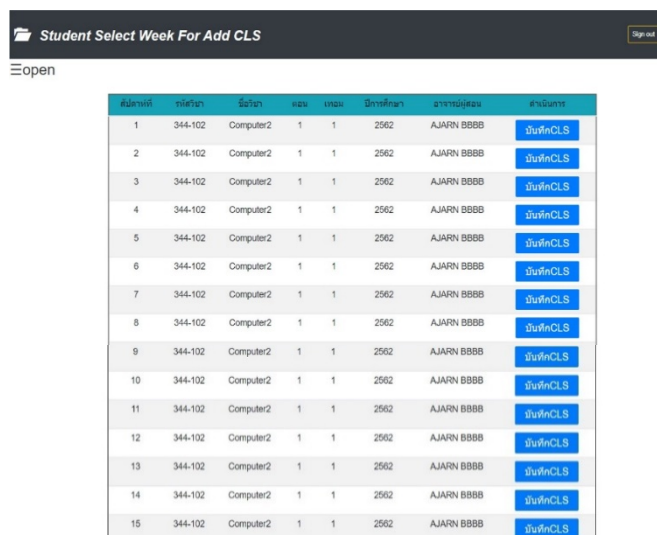 Student Select Week For Add CLS
Sign out
☰open
สัปดาห์ที่ รหัสวิชา ชื่อวิชา ตอน เทอม ปีการศึกษา อาจารย์ผู้สอน ดำเนินการ
1 344-102 Computer2 1 1 2562 AJARN BBBB บันทึกCLS
2 344-102 Computer2 1 1 2562 AJARN BBBB บันทึกCLS
3 344-102 Computer2 1 1 2562 AJARN BBBB บันทึกCLS
4 344-102 Computer2 1 1 2562 AJARN BBBB บันทึกCLS
5 344-102 Computer2 1 1 2562 AJARN BBBB บันทึกCLS
6 344-102 Computer2 1 1 2562 AJARN BBBB บันทึกCLS
7 344-102 Computer2 1 1 2562 AJARN BBBB บันทึกCLS
8 344-102 Computer2 1 1 2562 AJARN BBBB บันทึกCLS
9 344-102 Computer2 1 1 2562 AJARN BBBB บันทึกCLS
10 344-102 Computer2 1 1 2562 AJARN BBBB บันทึกCLS
11 344-102 Computer2 1 1 2562 AJARN BBBB บันทึกCLS
12 344-102 Computer2 1 1 2562 AJARN BBBB บันทึกCLS
13 344-102 Computer2 1 1 2562 AJARN BBBB บันทึกCLS
14 344-102 Computer2 1 1 2562 AJARN BBBB บันทึกCLS
15 344-102 Computer2 1 1 2562 AJARN BBBB บันทึกCLS